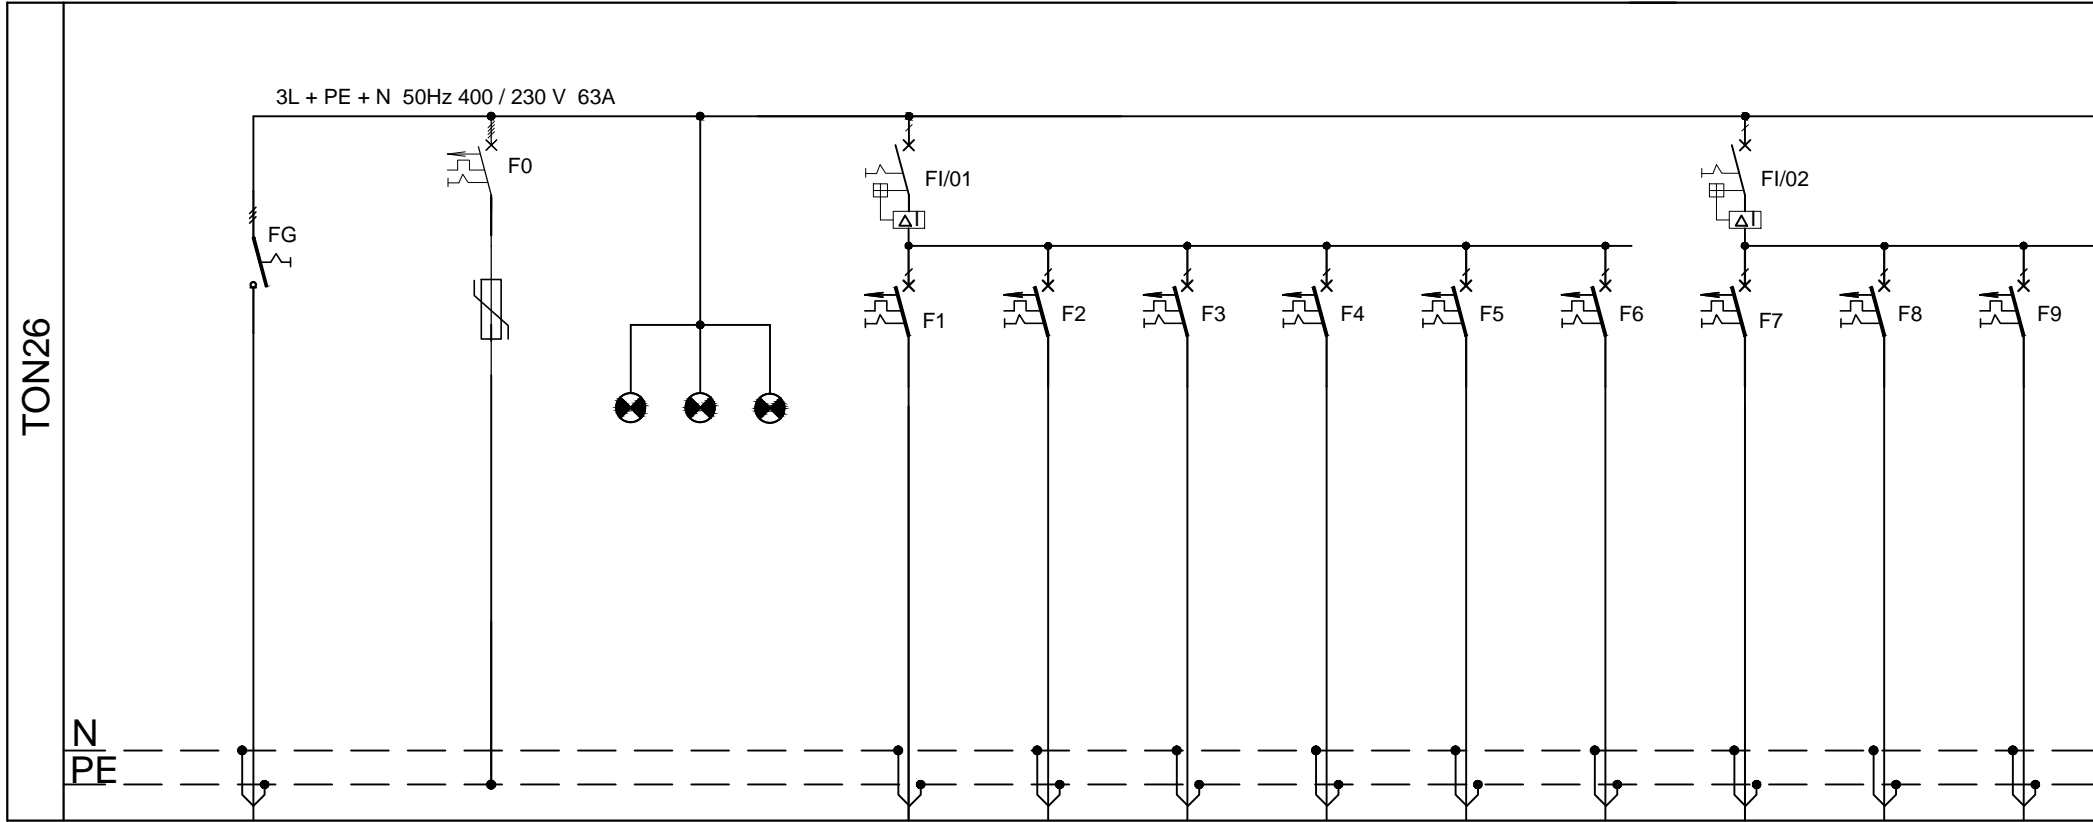 TON26
3L + PE + N 50Hz 400 / 230 V 63A
F0
FI/01
FI/02
FG
F1
F2
F3
F4
F5
F6
F7
F8
F9
N
PE